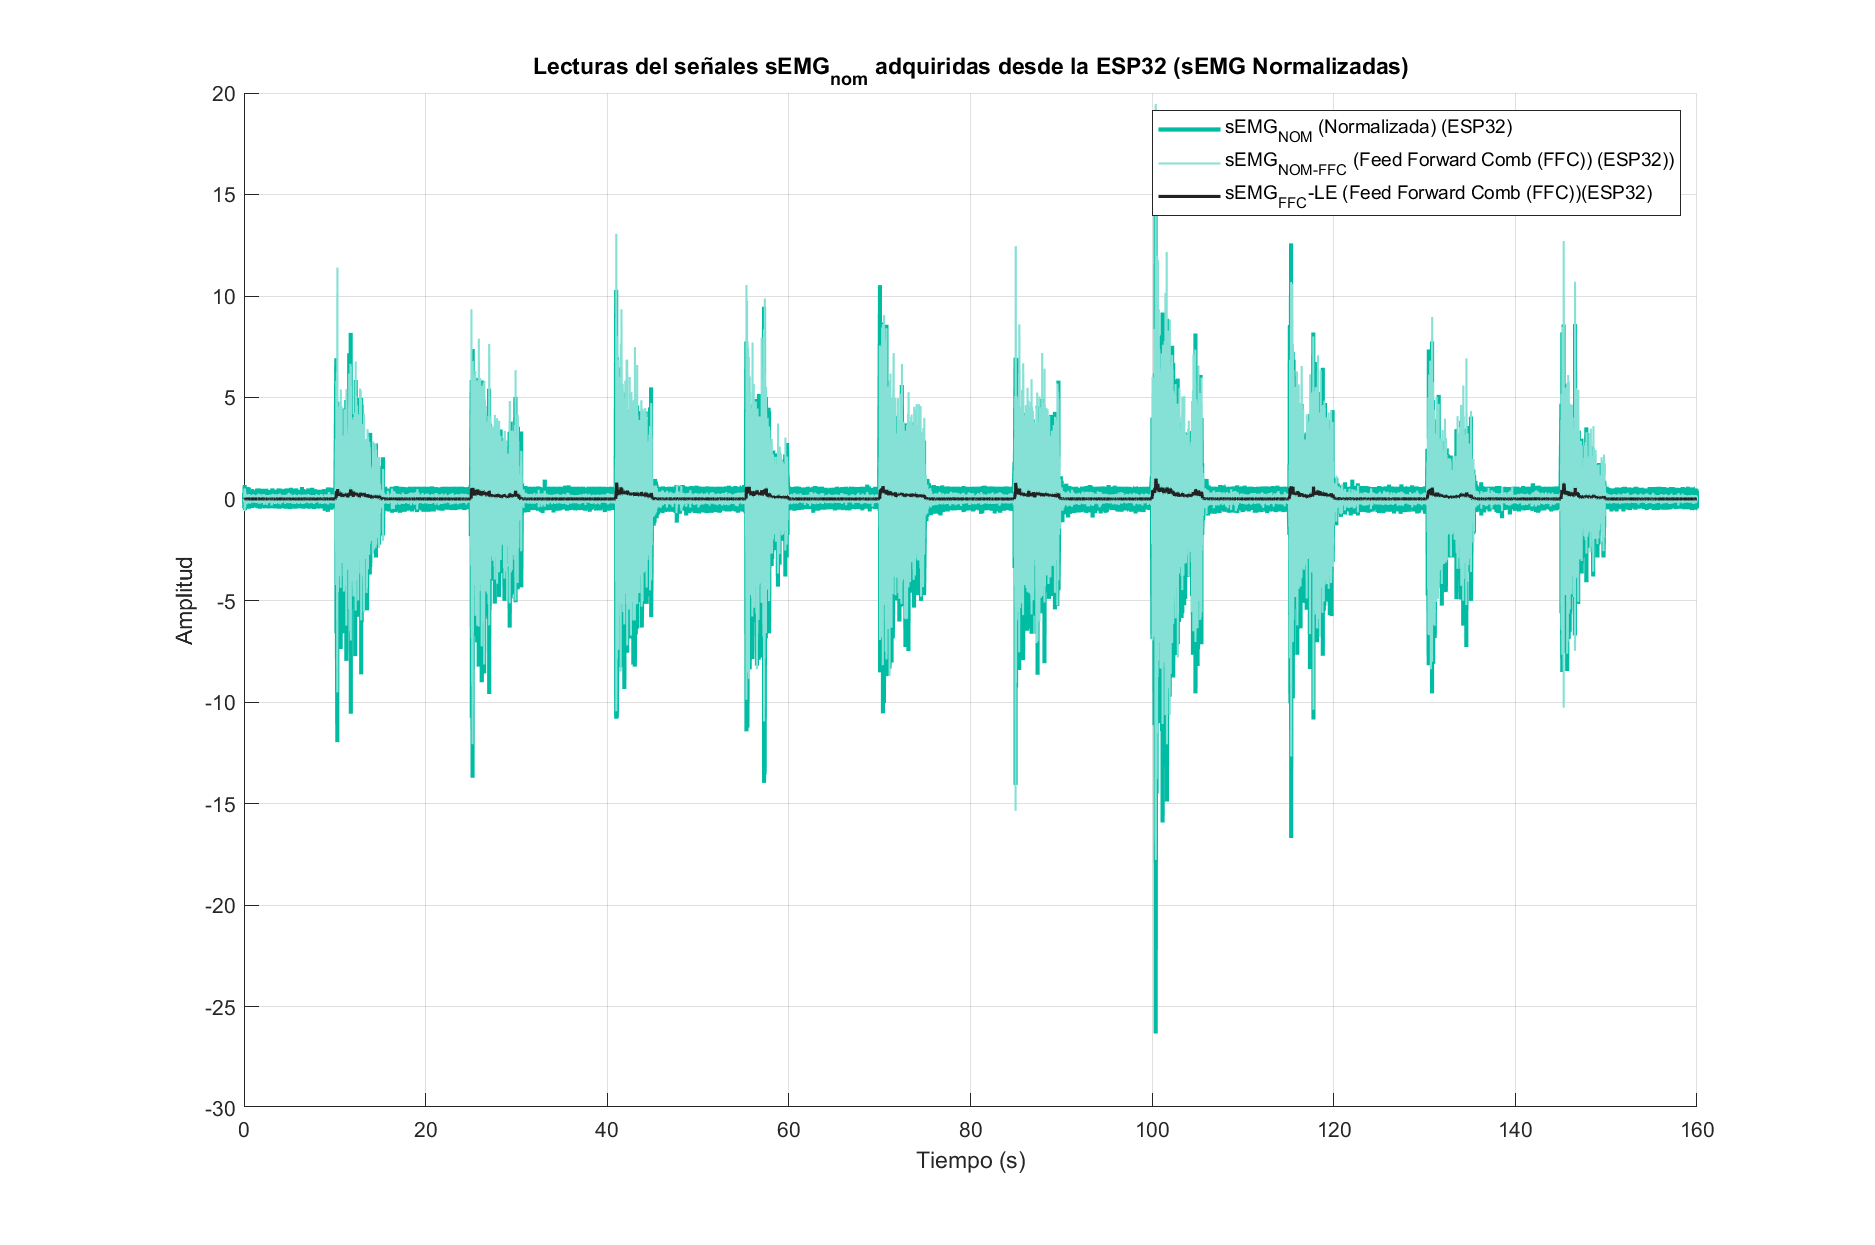 Lecturas del señales sEMGnom adquiridas desde la ESP32 (sEMG Normalizadas)
sEMGNOM (Normalizada) (ESP32)
sEMGNOM-FFC (Feed Forward Comb (FFC)) (ESP32))
sEMGFFC-LE (Feed Forward Comb (FFC))(ESP32)
Amplitud
20
15
10
5
0
-5
-10
-15
-20
-25
-30
0 20 40 60 80 100 120 140 160
Tiempo (s)